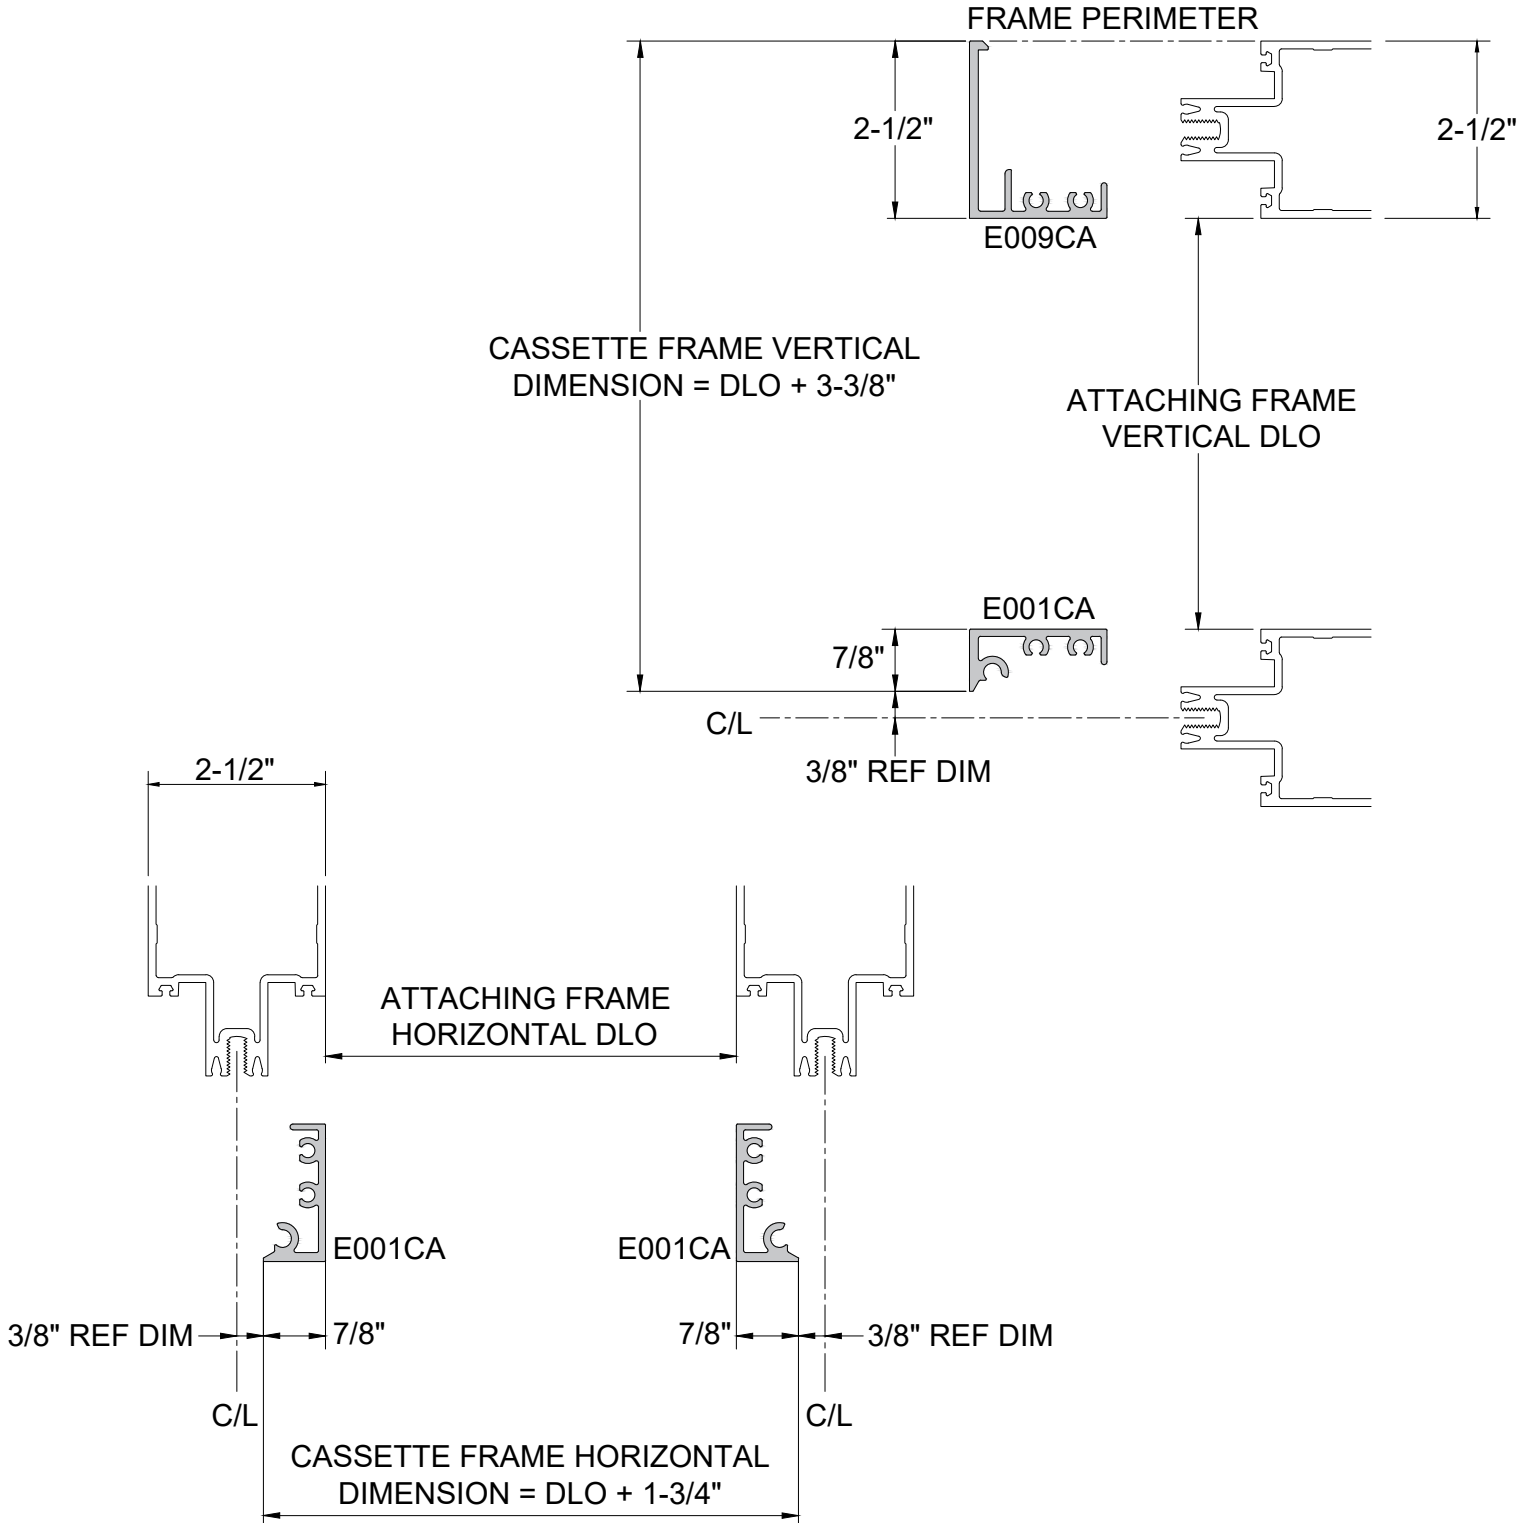 FRAME PERIMETER
2-1/2"
2-1/2"
E009CA
CASSETTE FRAME VERTICAL
DIMENSION = DLO + 3-3/8"
ATTACHING FRAME
VERTICAL DLO
E001CA
7/8"
C/L
3/8" REF DIM
2-1/2"
ATTACHING FRAME
HORIZONTAL DLO
E001CA
E001CA
3/8" REF DIM
7/8"
7/8"
3/8" REF DIM
C/L
C/L
CASSETTE FRAME HORIZONTAL
DIMENSION = DLO + 1-3/4"